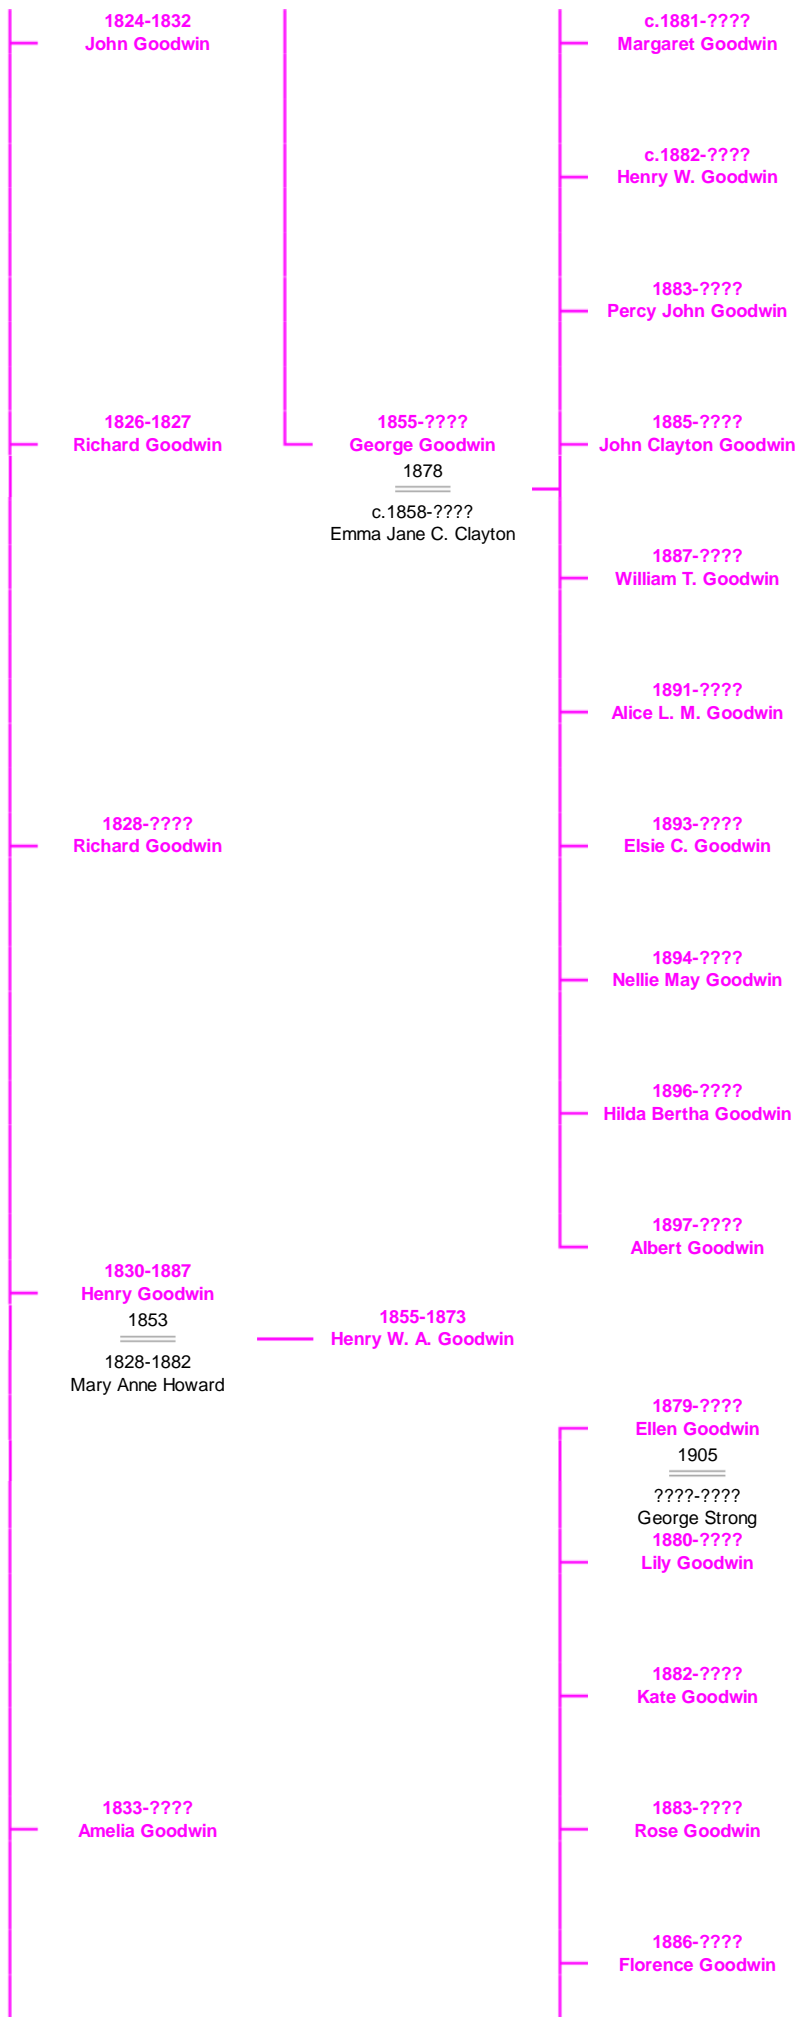 1824-1832
John Goodwin
c.1881-????
Margaret Goodwin
c.1882-????
Henry W. Goodwin
1883-????
Percy John Goodwin
1826-1827
Richard Goodwin
1855-????
George Goodwin
1878
c.1858-????
Emma Jane C. Clayton
1885-????
John Clayton Goodwin
1887-????
William T. Goodwin
1891-????
Alice L. M. Goodwin
1828-????
Richard Goodwin
1893-????
Elsie C. Goodwin
1894-????
Nellie May Goodwin
1896-????
Hilda Bertha Goodwin
1897-????
Albert Goodwin
1830-1887
Henry Goodwin
1853
1828-1882
Mary Anne Howard
1855-1873
Henry W. A. Goodwin
1879-????
Ellen Goodwin
1905
????-????
George Strong
1880-????
Lily Goodwin
1882-????
Kate Goodwin
1833-????
Amelia Goodwin
1883-????
Rose Goodwin
1886-????
Florence Goodwin